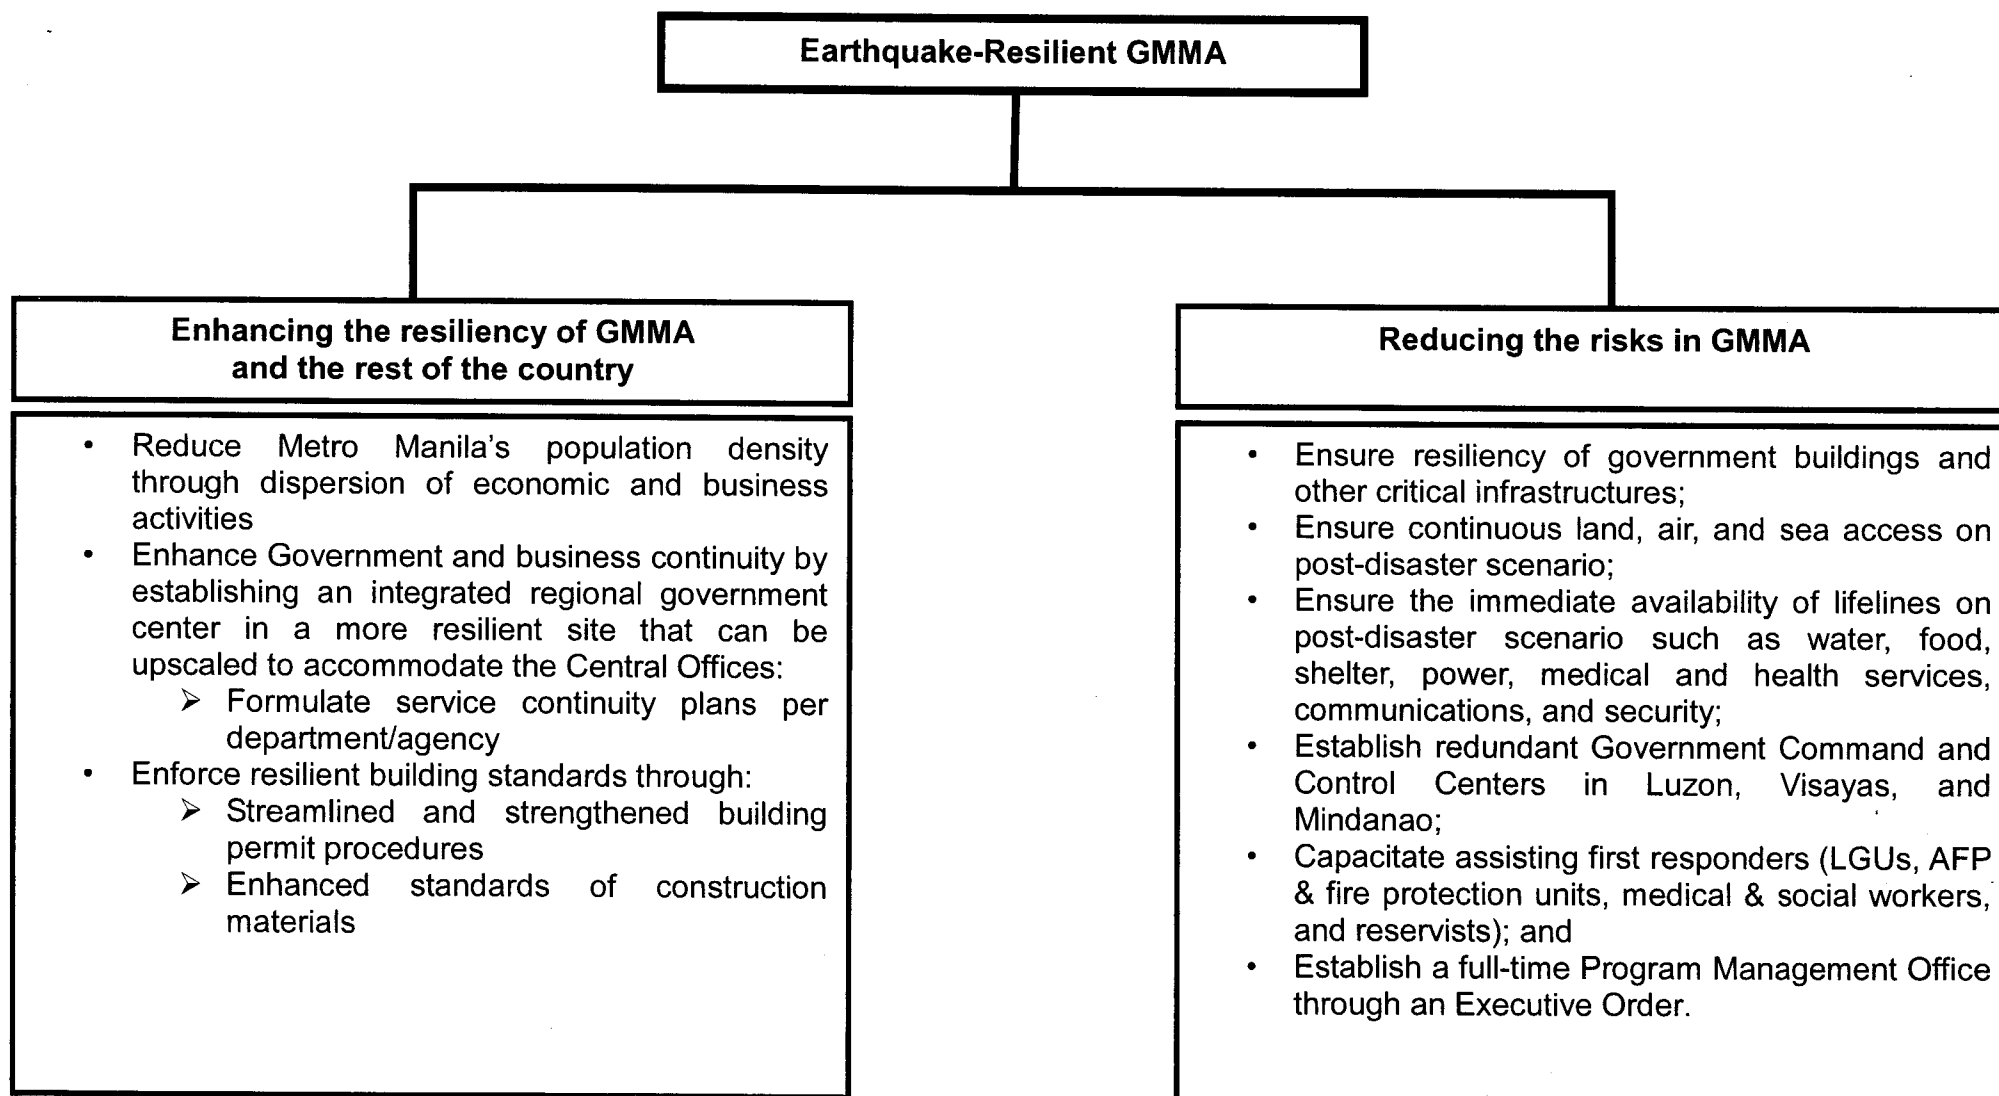 Earthquake-Resilient GMMA
Enhancing the resiliency of GMMA
and the rest of the country
• Reduce Metro Manila's population density
through dispersion of economic and business
activities
• Enhance Government and business continuity by
establishing an integrated regional government
center in a more resilient site that can be
upscaled to accommodate the Central Offices:
➢ Formulate service continuity plans per
department/agency
• Enforce resilient building standards through:
➢ Streamlined and strengthened building
permit procedures
➢ Enhanced standards of construction
materials
Reducing the risks in GMMA
• Ensure resiliency of government buildings and
other critical infrastructures;
• Ensure continuous land, air, and sea access on
post-disaster scenario;
• Ensure the immediate availability of lifelines on
post-disaster scenario such as water, food,
shelter, power, medical and health services,
communications, and security;
• Establish redundant Government Command and
Control Centers in Luzon, Visayas, and
Mindanao;
• Capacitate assisting first responders (LGUs, AFP
& fire protection units, medical & social workers,
and reservists); and
• Establish a full-time Program Management Office
through an Executive Order.